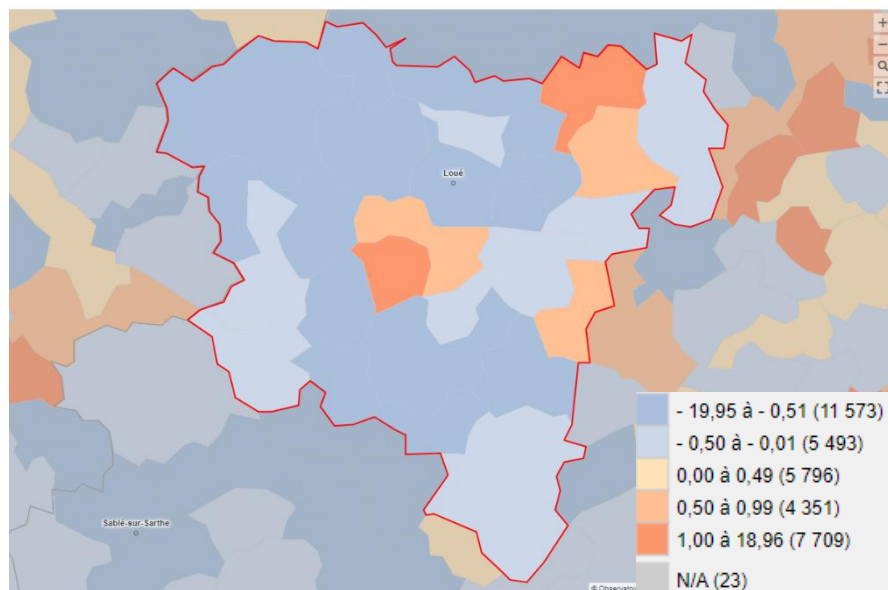 +
−
Loué
Sablé-sur-Sarthe
© Observato
- 19,95 à - 0,51 (11 573)
- 0,50 à - 0,01 (5 493)
0,00 à 0,49 (5 796)
0,50 à 0,99 (4 351)
1,00 à 18,96 (7 709)
N/A (23)